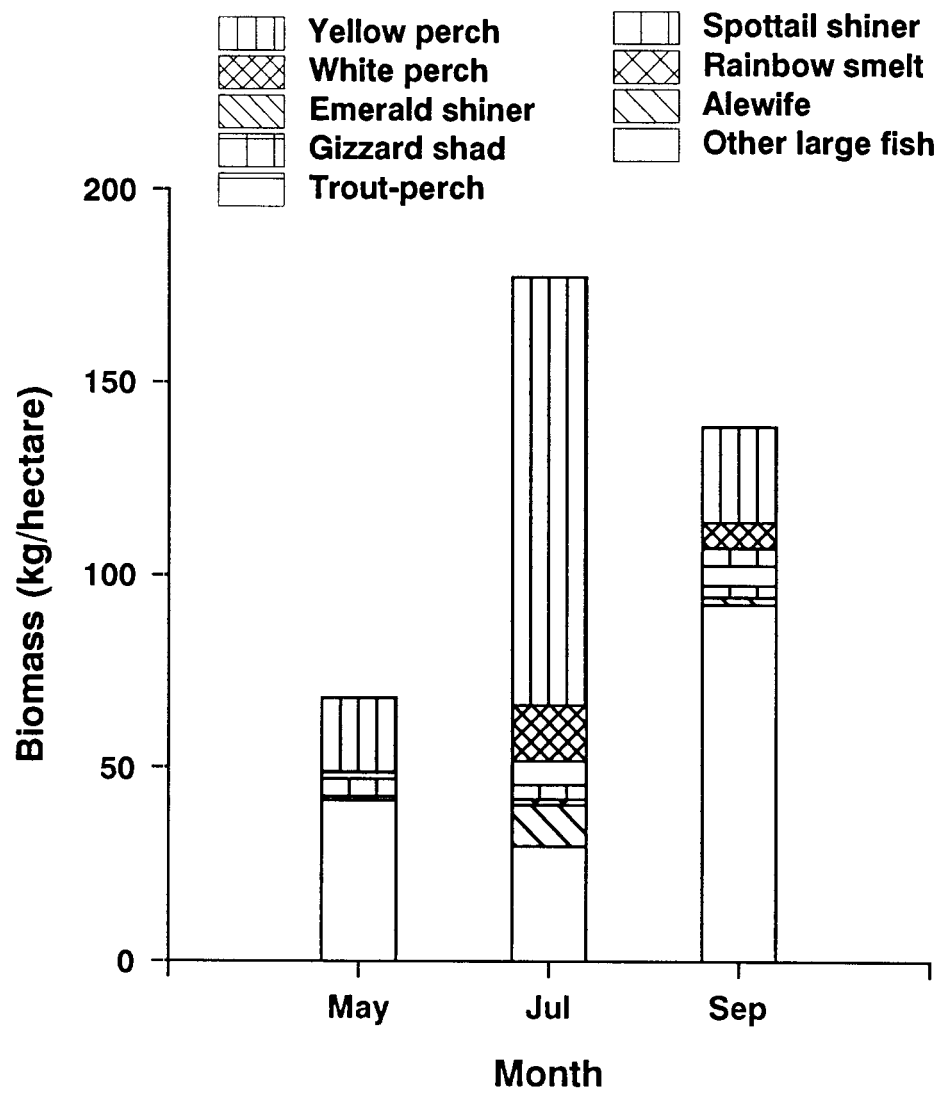 Yellow perch
White perch
Emerald shiner
Gizzard shad
Trout-perch
Spottail shiner
Rainbow smelt
Alewife
Other large fish
200
150
100
50
0
Biomass (kg/hectare)
May
Jul
Sep
Month